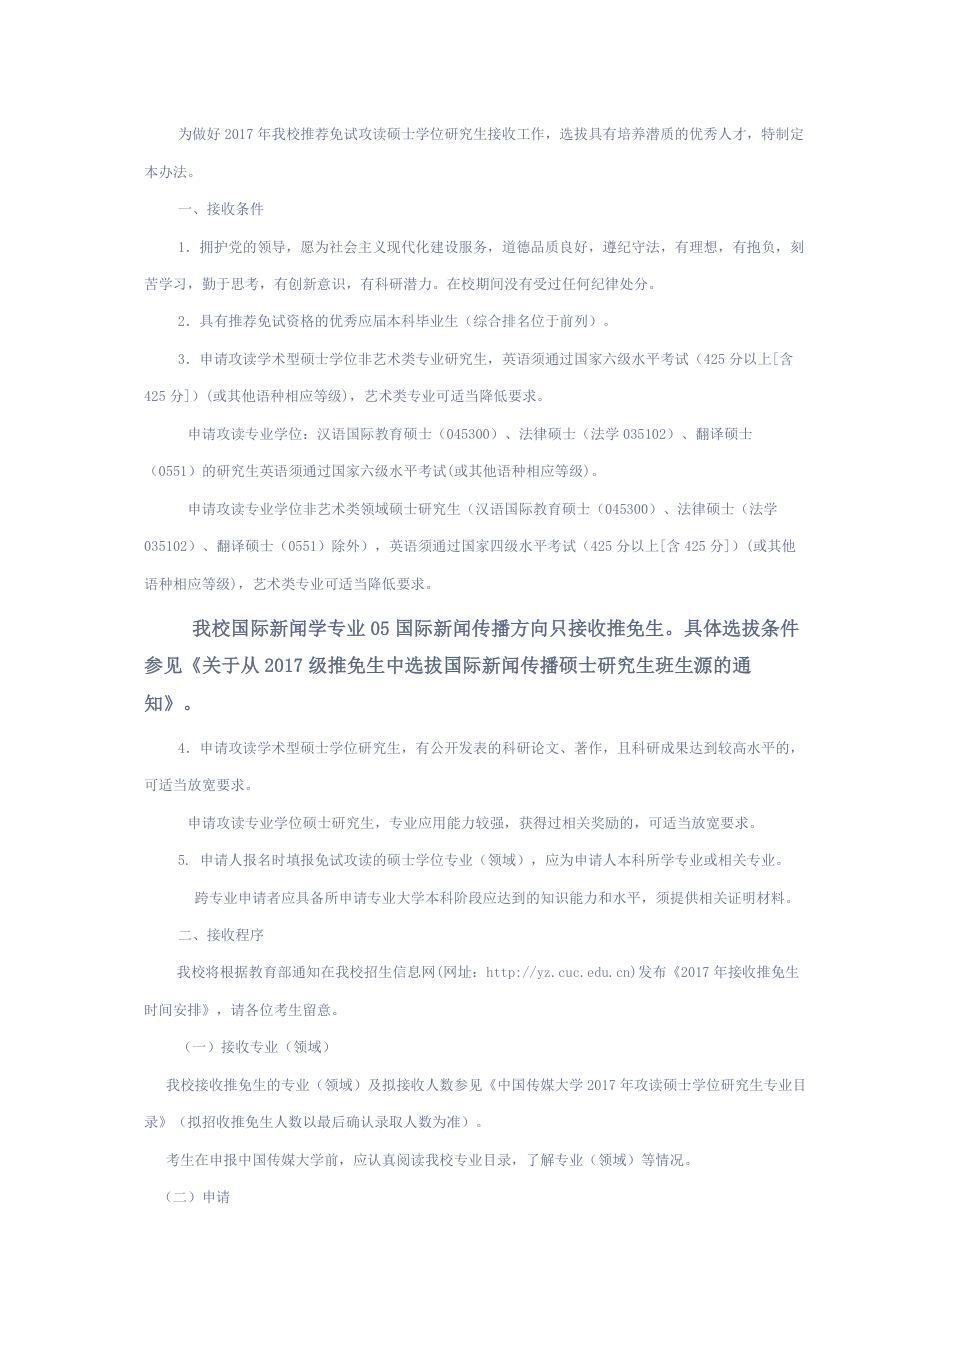 为做好 2017 年我校推荐免试攻读硕士学位研究生接收工作，选拔具有培养潜质的优秀人才，特制定
本办法。
一、接收条件
1．拥护党的领导，愿为社会主义现代化建设服务，道德品质良好，遵纪守法，有理想，有抱负，刻
苦学习，勤于思考，有创新意识，有科研潜力。在校期间没有受过任何纪律处分。
2．具有推荐免试资格的优秀应届本科毕业生（综合排名位于前列）。
3．申请攻读学术型硕士学位非艺术类专业研究生，英语须通过国家六级水平考试（425 分以上[含
425 分]）(或其他语种相应等级)，艺术类专业可适当降低要求。
申请攻读专业学位：汉语国际教育硕士（045300）、法律硕士（法学 035102）、翻译硕士
（0551）的研究生英语须通过国家六级水平考试(或其他语种相应等级)。
申请攻读专业学位非艺术类领域硕士研究生（汉语国际教育硕士（045300）、法律硕士（法学
035102）、翻译硕士（0551）除外），英语须通过国家四级水平考试（425 分以上[含 425 分]）(或其他
语种相应等级)，艺术类专业可适当降低要求。
我校国际新闻学专业 05 国际新闻传播方向只接收推免生。具体选拔条件
参见《关于从 2017 级推免生中选拔国际新闻传播硕士研究生班生源的通
知》。
4．申请攻读学术型硕士学位研究生，有公开发表的科研论文、著作，且科研成果达到较高水平的，
可适当放宽要求。
申请攻读专业学位硕士研究生，专业应用能力较强，获得过相关奖励的，可适当放宽要求。
5. 申请人报名时填报免试攻读的硕士学位专业（领域），应为申请人本科所学专业或相关专业。
跨专业申请者应具备所申请专业大学本科阶段应达到的知识能力和水平，须提供相关证明材料。
二、接收程序
我校将根据教育部通知在我校招生信息网(网址：http://yz.cuc.edu.cn)发布《2017 年接收推免生
时间安排》，请各位考生留意。
（一）接收专业（领域）
我校接收推免生的专业（领域）及拟接收人数参见《中国传媒大学 2017 年攻读硕士学位研究生专业目
录》（拟招收推免生人数以最后确认录取人数为准）。
考生在申报中国传媒大学前，应认真阅读我校专业目录，了解专业（领域）等情况。
（二）申请